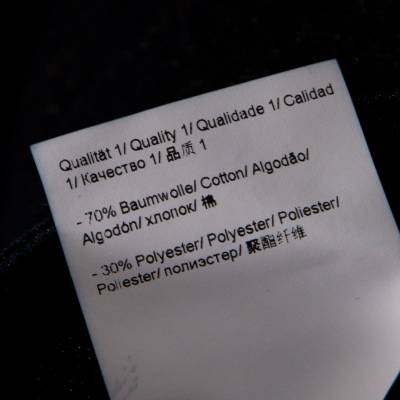 Qualität 1/ Quality 1/ Qualidade 1/ Calidad
1/ Качество 1/ 品质 1
- 70% Baumwolle/ Cotton/ Algodão/
Algodón/ хлопок/ 棉
- 30% Polyester/ Polyester/ Poliester/
Poliester/ полиэстер/ 聚酯纤维